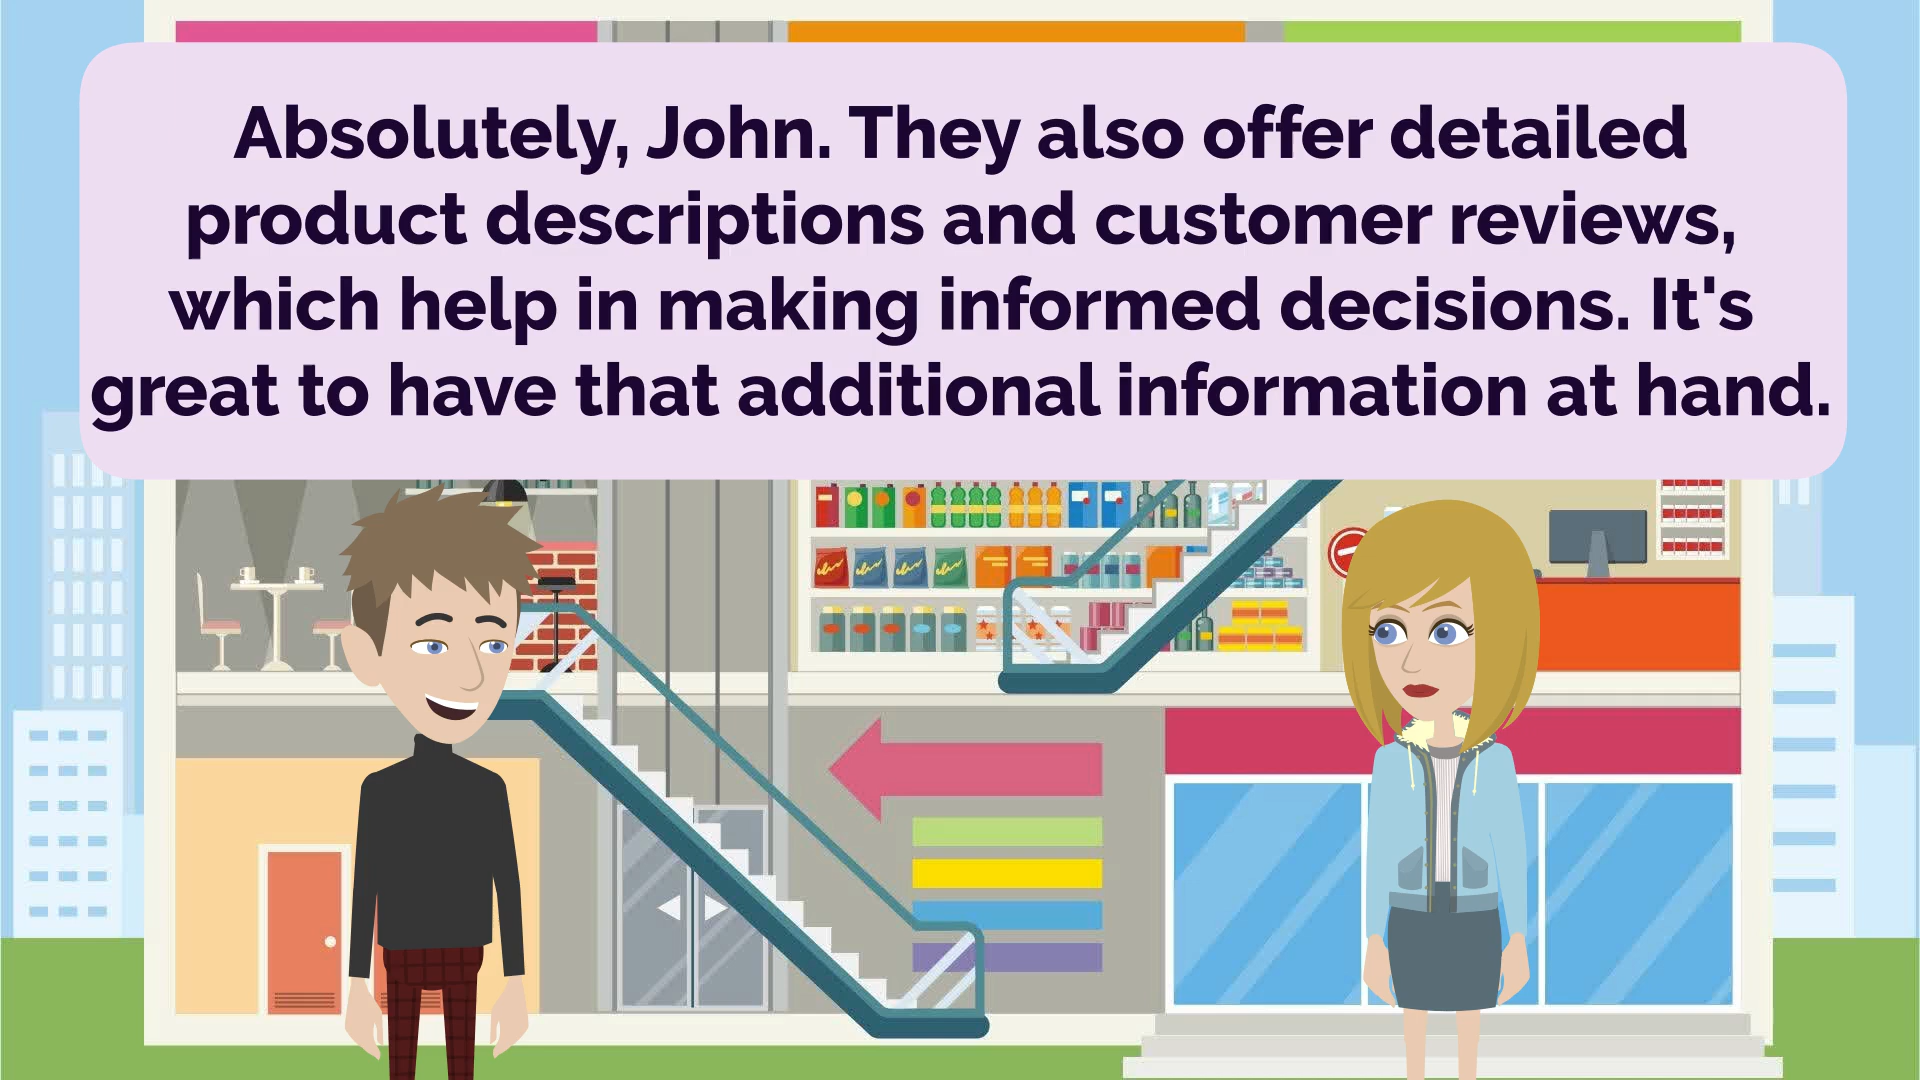 Absolutely, John. They also offer detailed
product descriptions and customer reviews,
which help in making informed decisions. It's
great to have that additional information at hand.